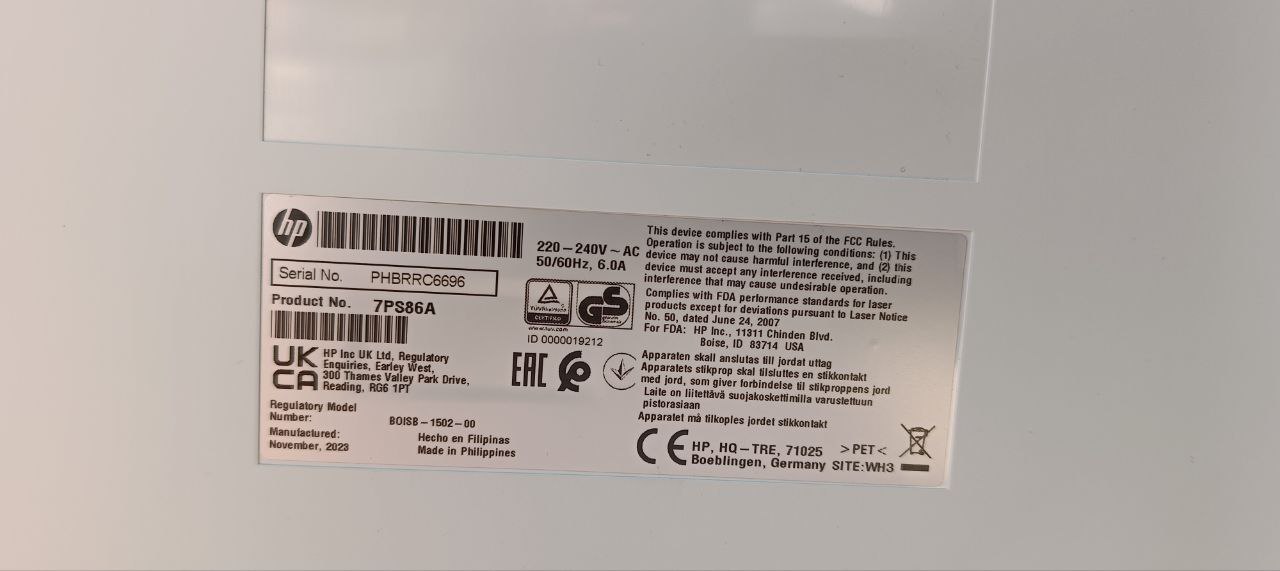 hp
Serial No. PHBRRC6696
Product No. 7PS86A
UK
CA
HP Inc UK Ltd, Regulatory
Enquiries, Earley West,
300 Thames Valley Park Drive,
Reading, RG6 1PT
Regulatory Model
Number: BOISB-1502-00
Manufactured:
November, 2023
Hecho en Filipinas
Made in Philippines
220-240V ~ AC
50/60Hz, 6.0A
TÜVRheinland
CERTIFIED
GS
www.tuv.com
ID 0000019212
EAC
This device complies with Part 15 of the FCC Rules.
Operation is subject to the following conditions: (1) This
device may not cause harmful interference, and (2) this
device must accept any interference received, including
interference that may cause undesirable operation.
Complies with FDA performance standards for laser
products except for deviations pursuant to Laser Notice
No. 50, dated June 24, 2007
For FDA: HP Inc., 11311 Chinden Blvd.
Boise, ID 83714 USA
Apparaten skall anslutas till jordat uttag
Apparatets stikprop skal tilsluttes en stikkontakt
med jord, som giver forbindelse til stikproppens jord
Laite on liitettävä suojakoskettimilla varustettuun
pistorasiaan
Apparatet må tilkoples jordet stikkontakt
CE HP, HQ-TRE, 71025 >PET<
Boeblingen, Germany SITE:WH3